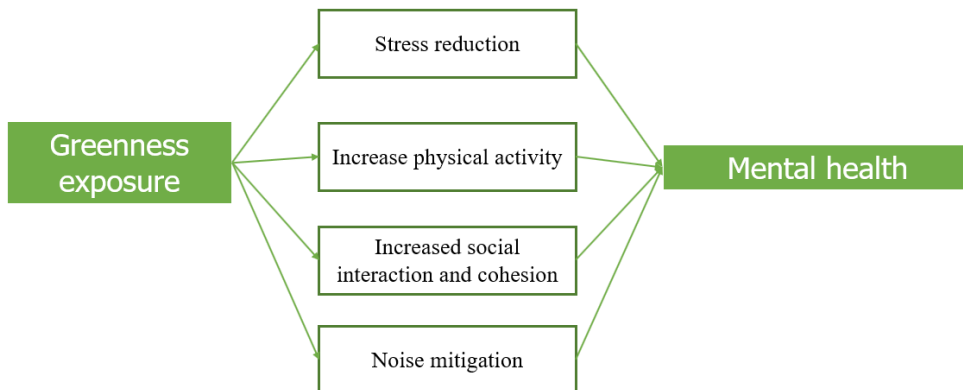 Stress reduction
Greenness
exposure
Increase physical activity
Mental health
Increased social
interaction and cohesion
Noise mitigation